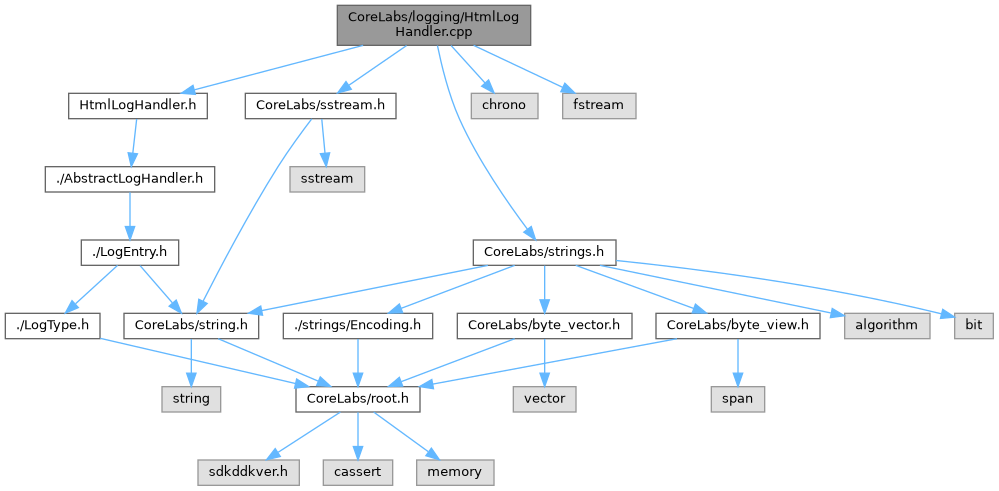 CoreLabs/logging/HtmlLog
Handler.cpp
HtmlLogHandler.h
CoreLabs/sstream.h
chrono
fstream
./AbstractLogHandler.h
sstream
./LogEntry.h
CoreLabs/strings.h
./LogType.h
CoreLabs/string.h
./strings/Encoding.h
CoreLabs/byte_vector.h
CoreLabs/byte_view.h
algorithm
bit
string
CoreLabs/root.h
vector
span
sdkddkver.h
cassert
memory